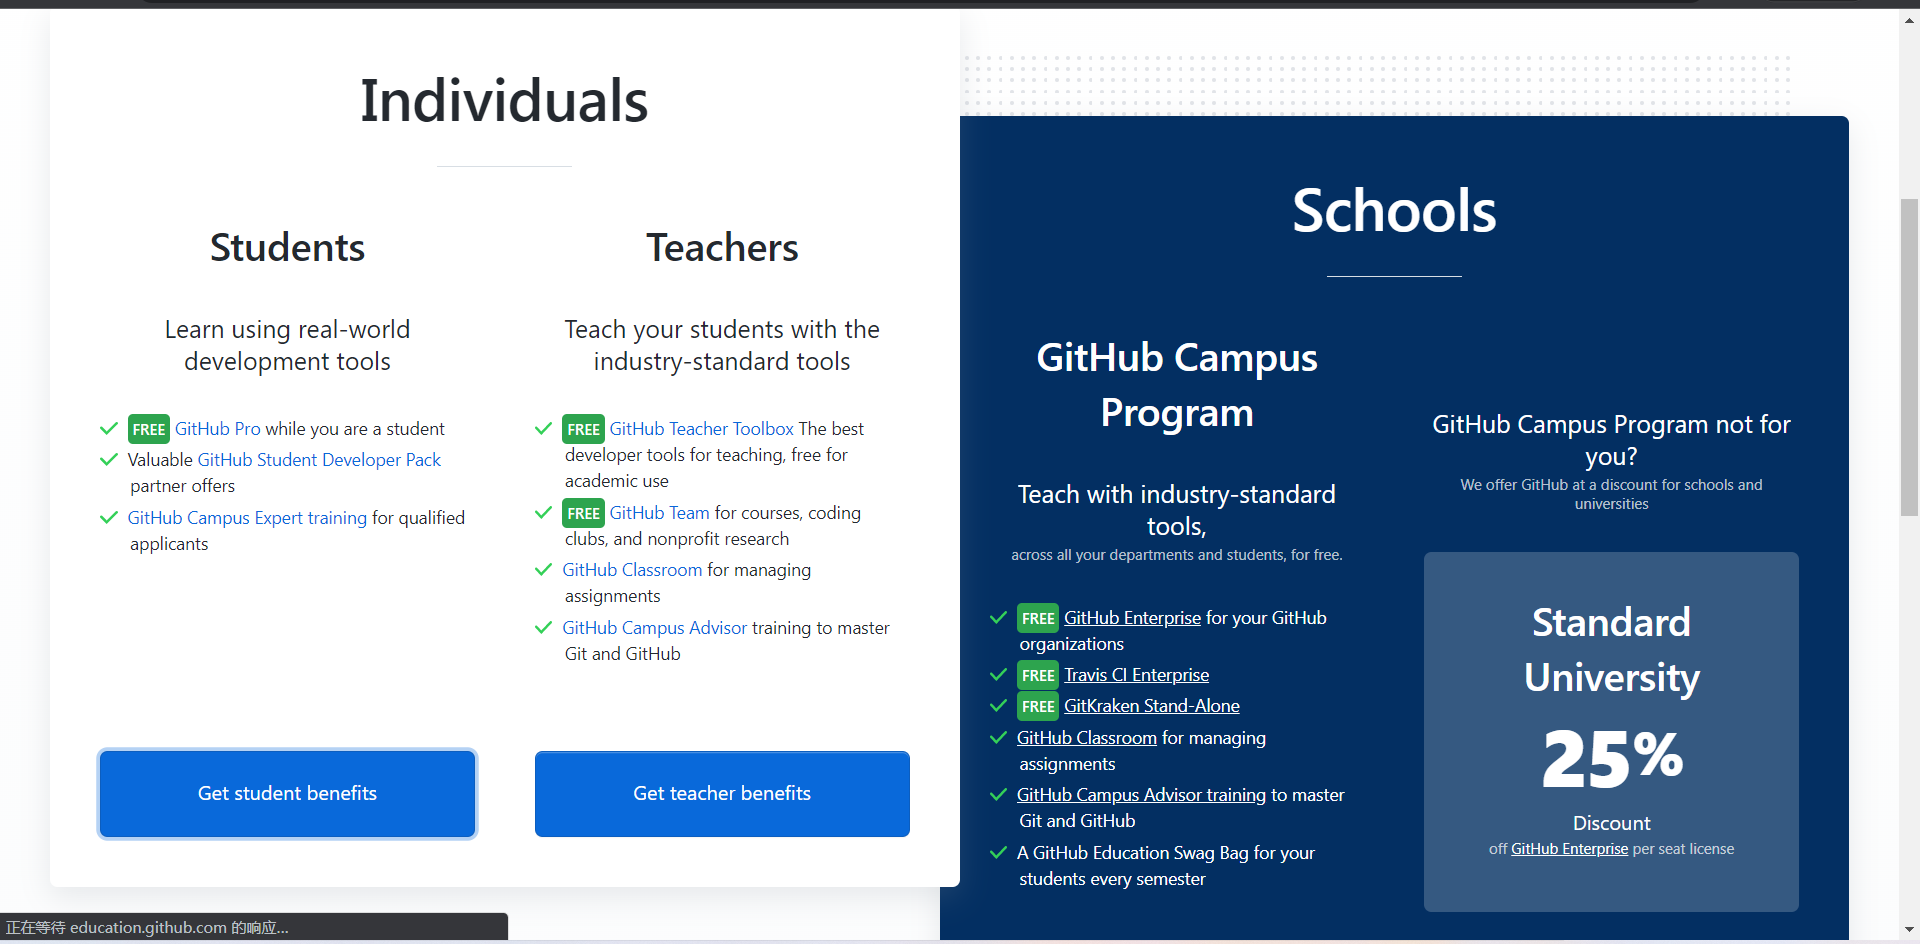 Individuals
Students
Learn using real-world
development tools
FREE GitHub Pro while you are a student
Valuable GitHub Student Developer Pack
partner offers
GitHub Campus Expert training for qualified
applicants
Get student benefits
Teachers
Teach your students with the
industry-standard tools
FREE GitHub Teacher Toolbox The best
developer tools for teaching, free for
academic use
FREE GitHub Team for courses, coding
clubs, and nonprofit research
GitHub Classroom for managing
assignments
GitHub Campus Advisor training to master
Git and GitHub
Get teacher benefits
Schools
GitHub Campus
Program
Teach with industry-standard
tools,
across all your departments and students, for free.
FREE GitHub Enterprise for your GitHub
organizations
FREE Travis CI Enterprise
FREE GitKraken Stand-Alone
GitHub Classroom for managing
assignments
GitHub Campus Advisor training to master
Git and GitHub
A GitHub Education Swag Bag for your
students every semester
GitHub Campus Program not for
you?
We offer GitHub at a discount for schools and
universities
Standard
University
25%
Discount
off GitHub Enterprise per seat license
正在等待 education.github.com 的响应...